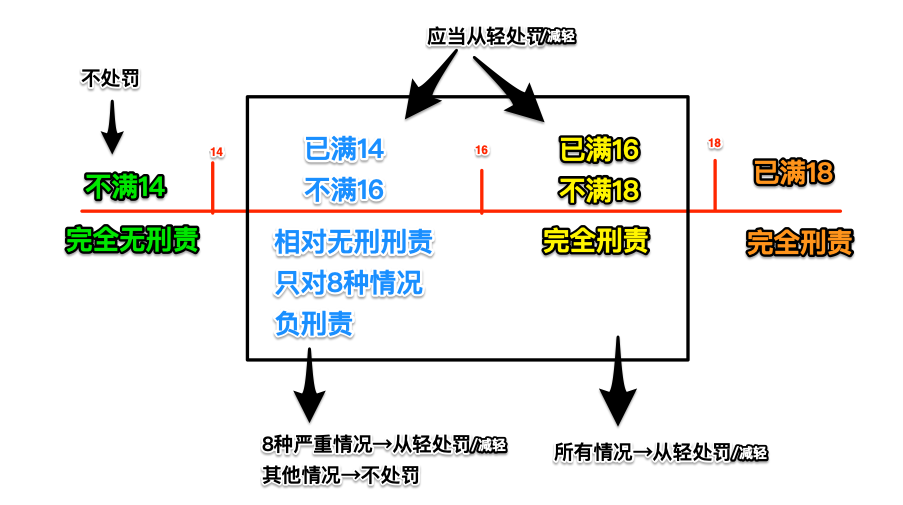 应当从轻处罚/减轻
不处罚
14
16
18
不满14
已满14
不满16
已满16
不满18
已满18
完全无刑责
相对无刑刑责
只对8种情况
负刑责
完全刑责
完全刑责
8种严重情况→从轻处罚/减轻
其他情况→不处罚
所有情况→从轻处罚/减轻